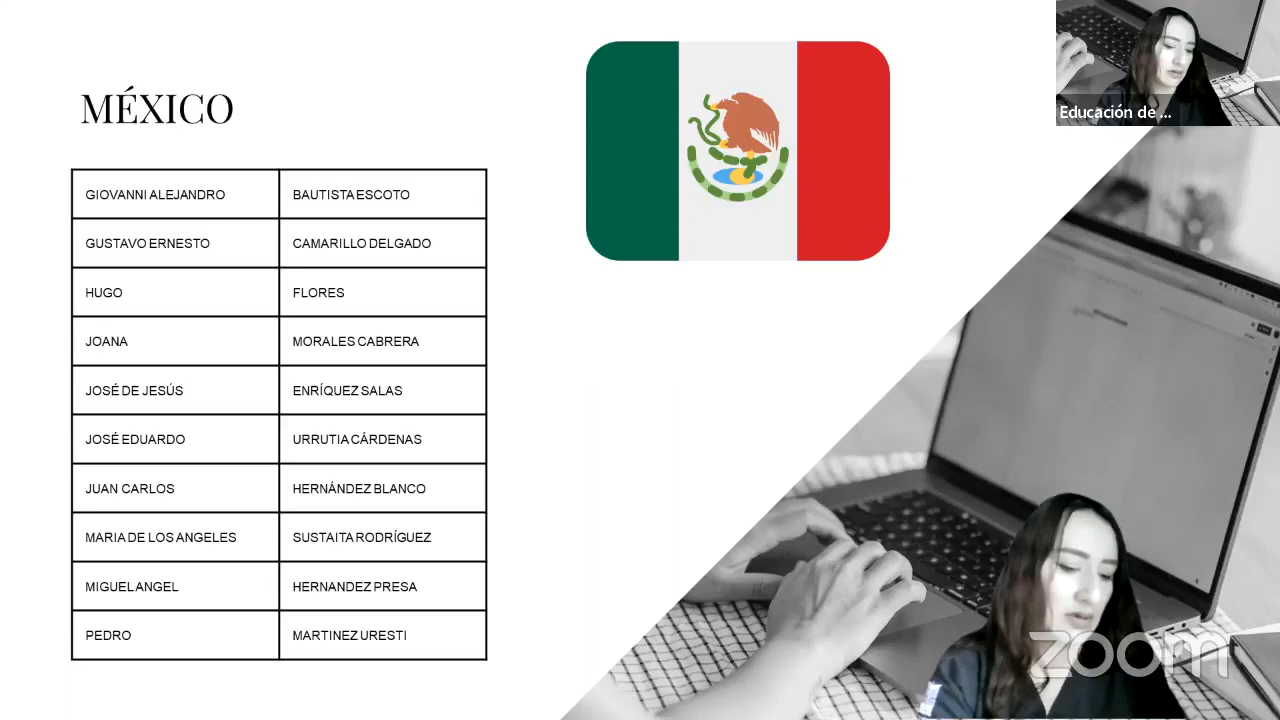 MÉXICO
GIOVANNI ALEJANDRO BAUTISTA ESCOTO
GUSTAVO ERNESTO CAMARILLO DELGADO
HUGO FLORES
JOANA MORALES CABRERA
JOSÉ DE JESÚS ENRÍQUEZ SALAS
JOSÉ EDUARDO URRUTIA CÁRDENAS
JUAN CARLOS HERNÁNDEZ BLANCO
MARIA DE LOS ANGELES SUSTAITA RODRÍGUEZ
MIGUEL ANGEL HERNANDEZ PRESA
PEDRO MARTINEZ URESTI
Educación de ...
zoom